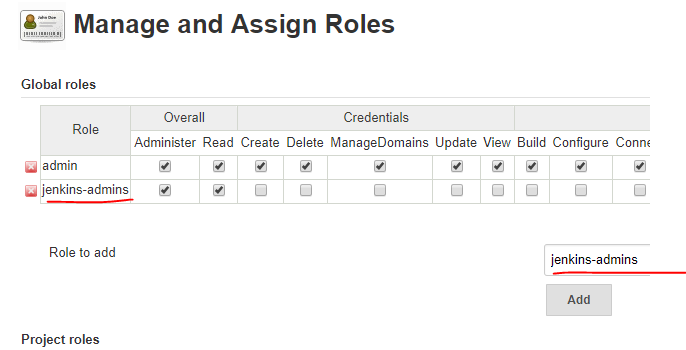 John Doe
Manage and Assign Roles
Global roles
Role Overall Credentials
Administer Read Create Delete ManageDomains Update View Build Configure Conne
admin
jenkins-admins
Role to add jenkins-admins
Add
Project roles